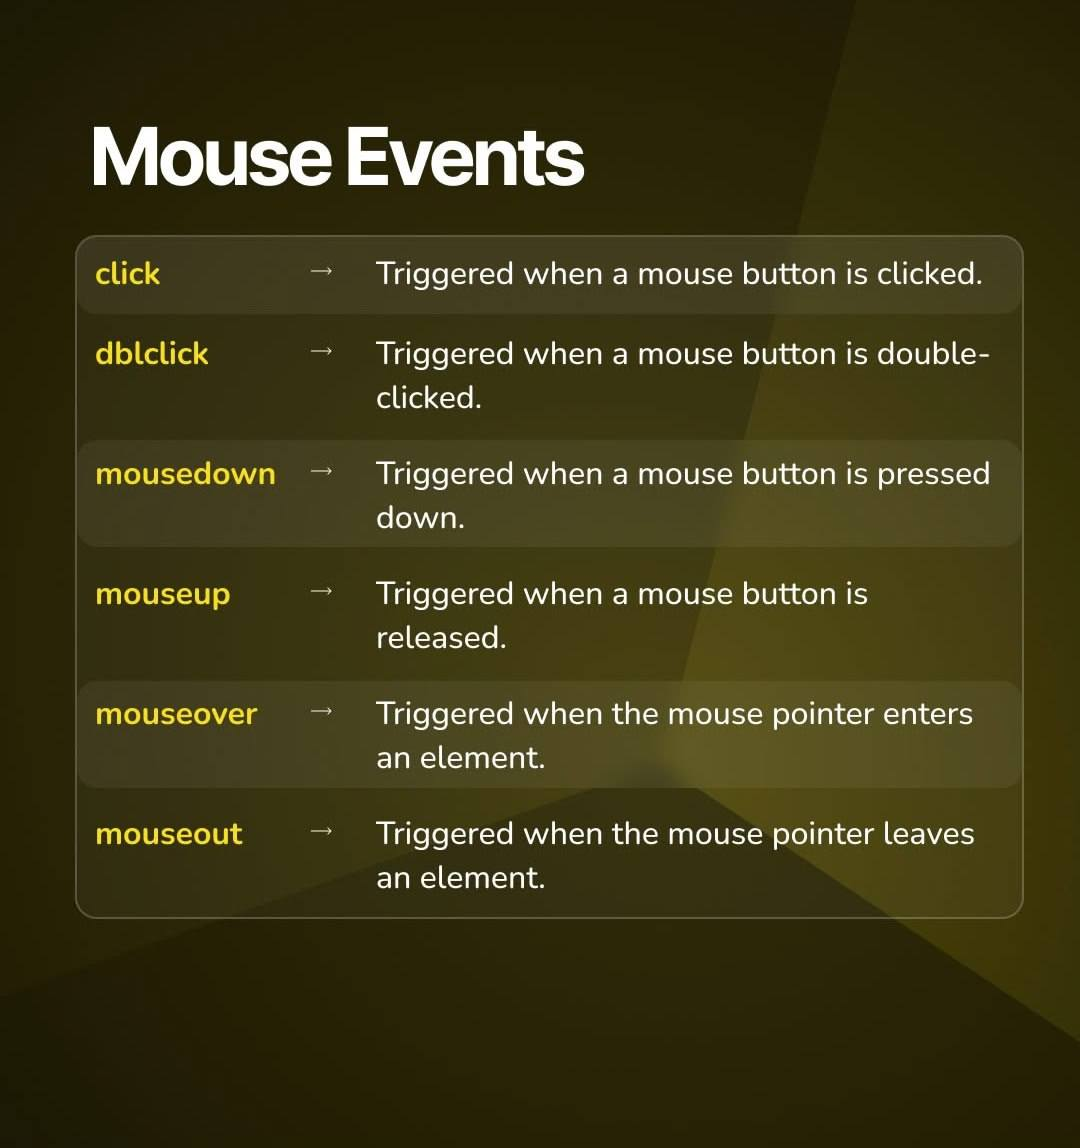 Mouse Events
click → Triggered when a mouse button is clicked.
dblclick → Triggered when a mouse button is double-
clicked.
mousedown → Triggered when a mouse button is pressed
down.
mouseup → Triggered when a mouse button is
released.
mouseover → Triggered when the mouse pointer enters
an element.
mouseout → Triggered when the mouse pointer leaves
an element.